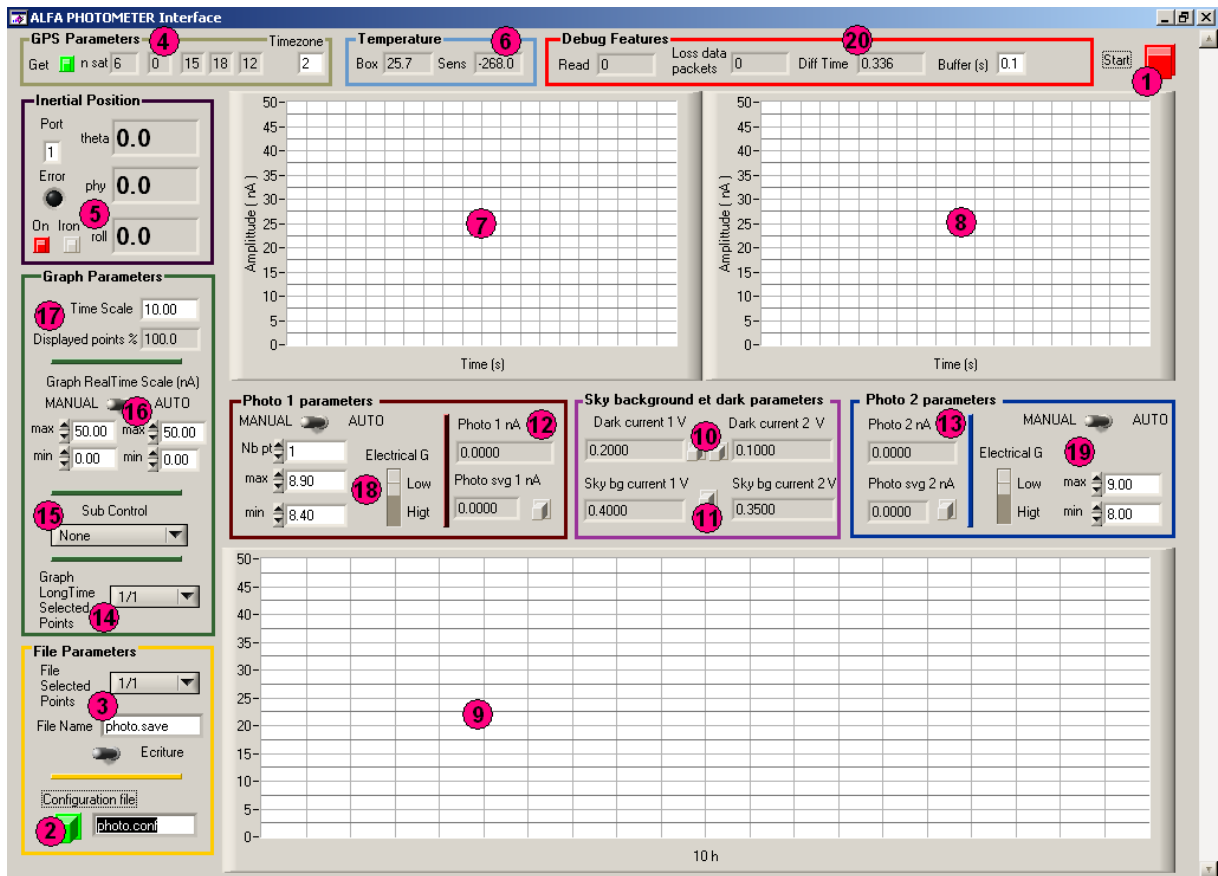 ALFA PHOTOMETER Interface
GPS Parameters 4 Timezone
Get n sat 6 0 15 18 12 2
Temperature 6
Box 25.7 Sens -268.0
Debug Features 20
Read 0 Loss data packets 0 Diff Time 0.336 Buffer (s) 0.1
Start
1
Inertial Position
Port
1
theta 0.0
Error
phy 0.0
5
On Iron
roll 0.0
50
45
40
35
30
25
20
15
10
5
0
Amplittude ( nA )
7
Time (s)
50
45
40
35
30
25
20
15
10
5
0
Amplittude ( nA )
8
Time (s)
Graph Parameters
17
Time Scale 10.00
Displayed points % 100.0
Graph RealTime Scale (nA)
MANUAL 16 AUTO
max 50.00 max 50.00
min 0.00 min 0.00
15 Sub Control
None
Graph
LongTime
Selected
Points
1/1
14
Photo 1 parameters
MANUAL AUTO
Nb pt 1
max 8.90
min 8.40
Electrical G
18
Low
Higt
Photo 1 nA 12
0.0000
Photo svg 1 nA
0.0000
Sky background et dark parameters
Dark current 1 V 10 Dark current 2 V
0.2000 0.1000
Sky bg current 1 V Sky bg current 2 V
0.4000 11 0.3500
Photo 2 parameters
Photo 2 nA 13
0.0000
Photo svg 2 nA
0.0000
MANUAL AUTO
Electrical G
19
Low
Higt
max 9.00
min 8.00
File Parameters
File
Selected
Points
1/1
3
File Name photo.save
Ecriture
Configuration file
2 photo.conf
50
45
40
35
30
25
20
15
10
5
0
9
10 h